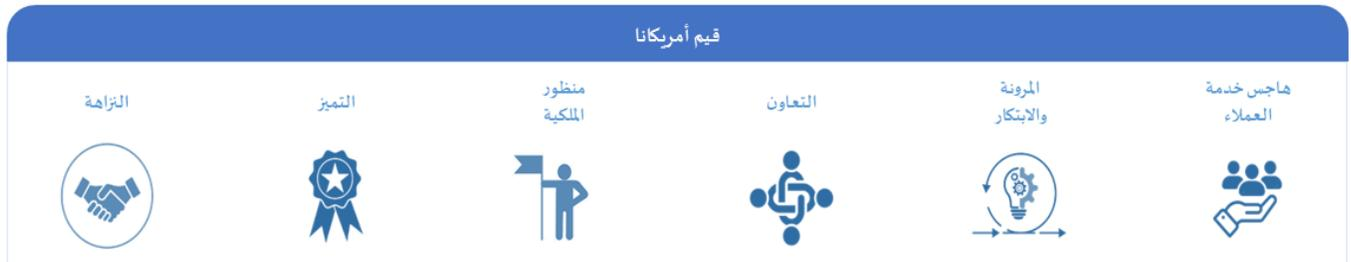 قيم أمريكانا
هاجس خدمة
العملاء
المرونة
والابتكار
التعاون
منظور
الملكية
التميز
النزاهة